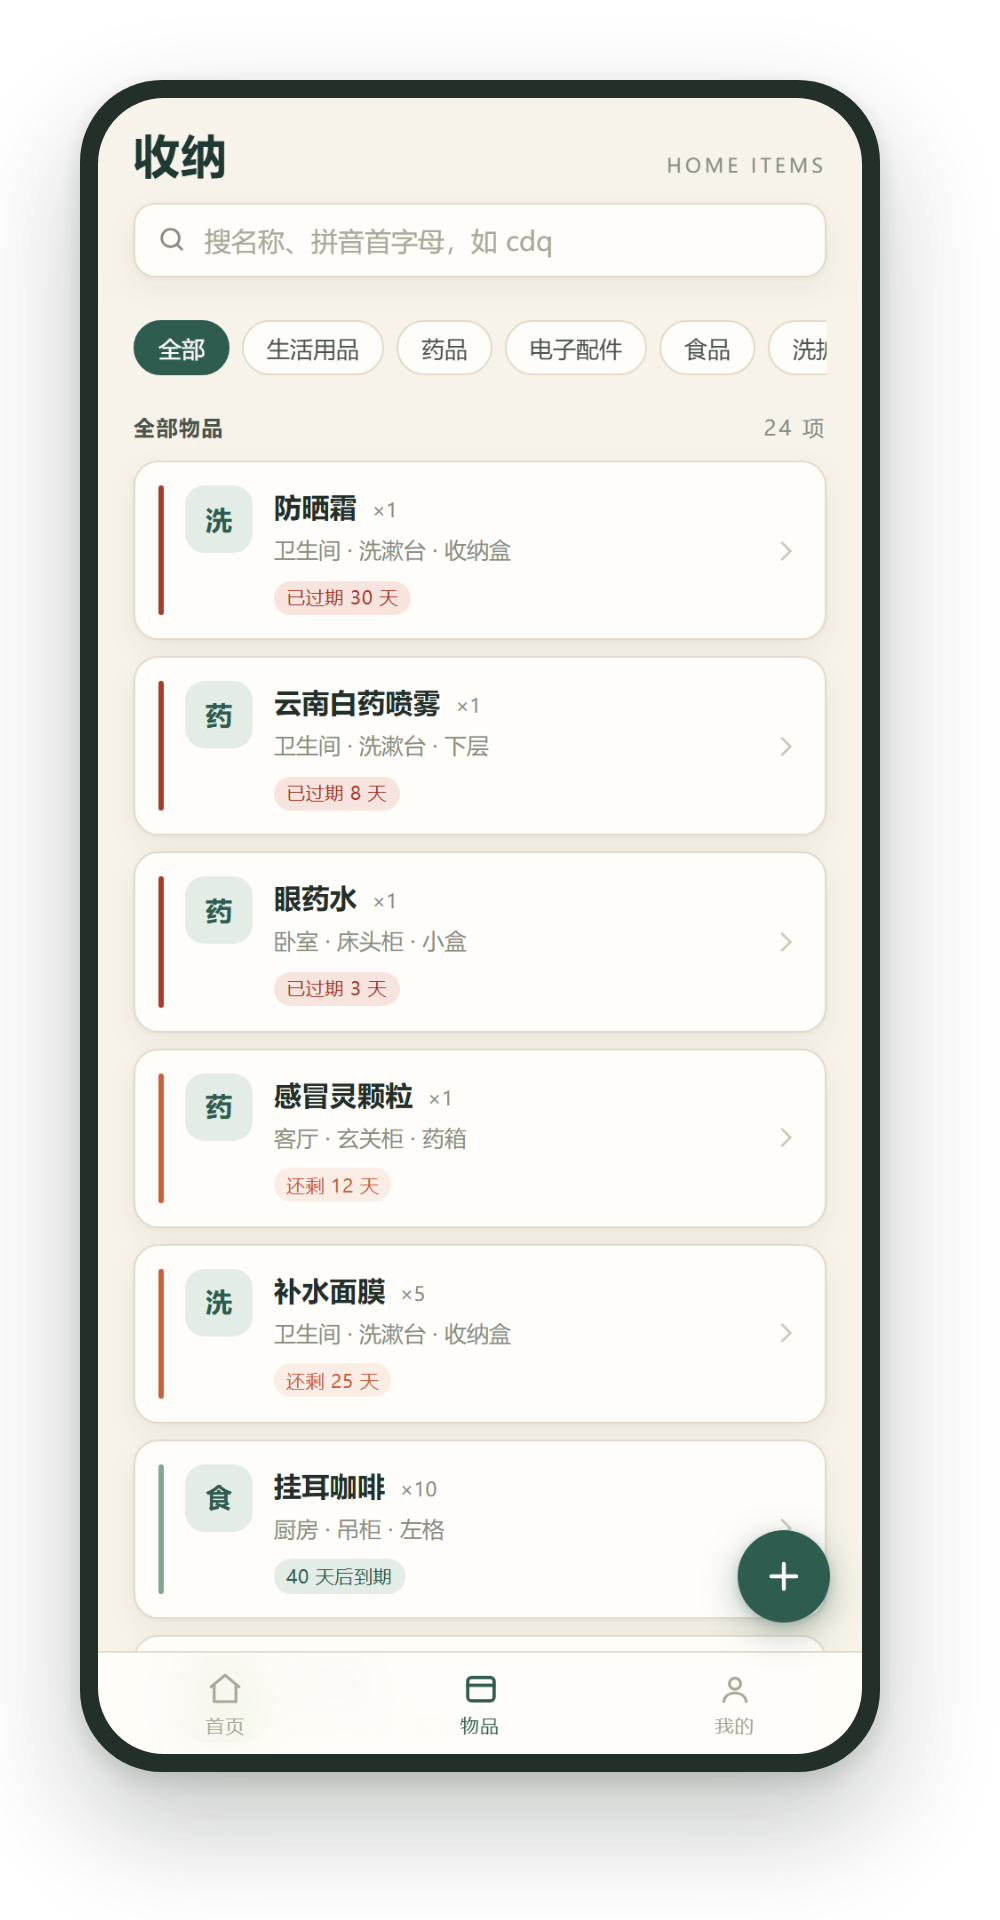 收纳
HOME ITEMS
搜名称、拼音首字母，如 cdq
全部 生活用品 药品 电子配件 食品 洗
全部物品 24 项
洗 防晒霜 ×1
卫生间 · 洗漱台 · 收纳盒
已过期 30 天
药 云南白药喷雾 ×1
卫生间 · 洗漱台 · 下层
已过期 8 天
药 眼药水 ×1
卧室 · 床头柜 · 小盒
已过期 3 天
药 感冒灵颗粒 ×1
客厅 · 玄关柜 · 药箱
还剩 12 天
洗 补水面膜 ×5
卫生间 · 洗漱台 · 收纳盒
还剩 25 天
食 挂耳咖啡 ×10
厨房 · 吊柜 · 左格
40 天后到期
首页 物品 我的